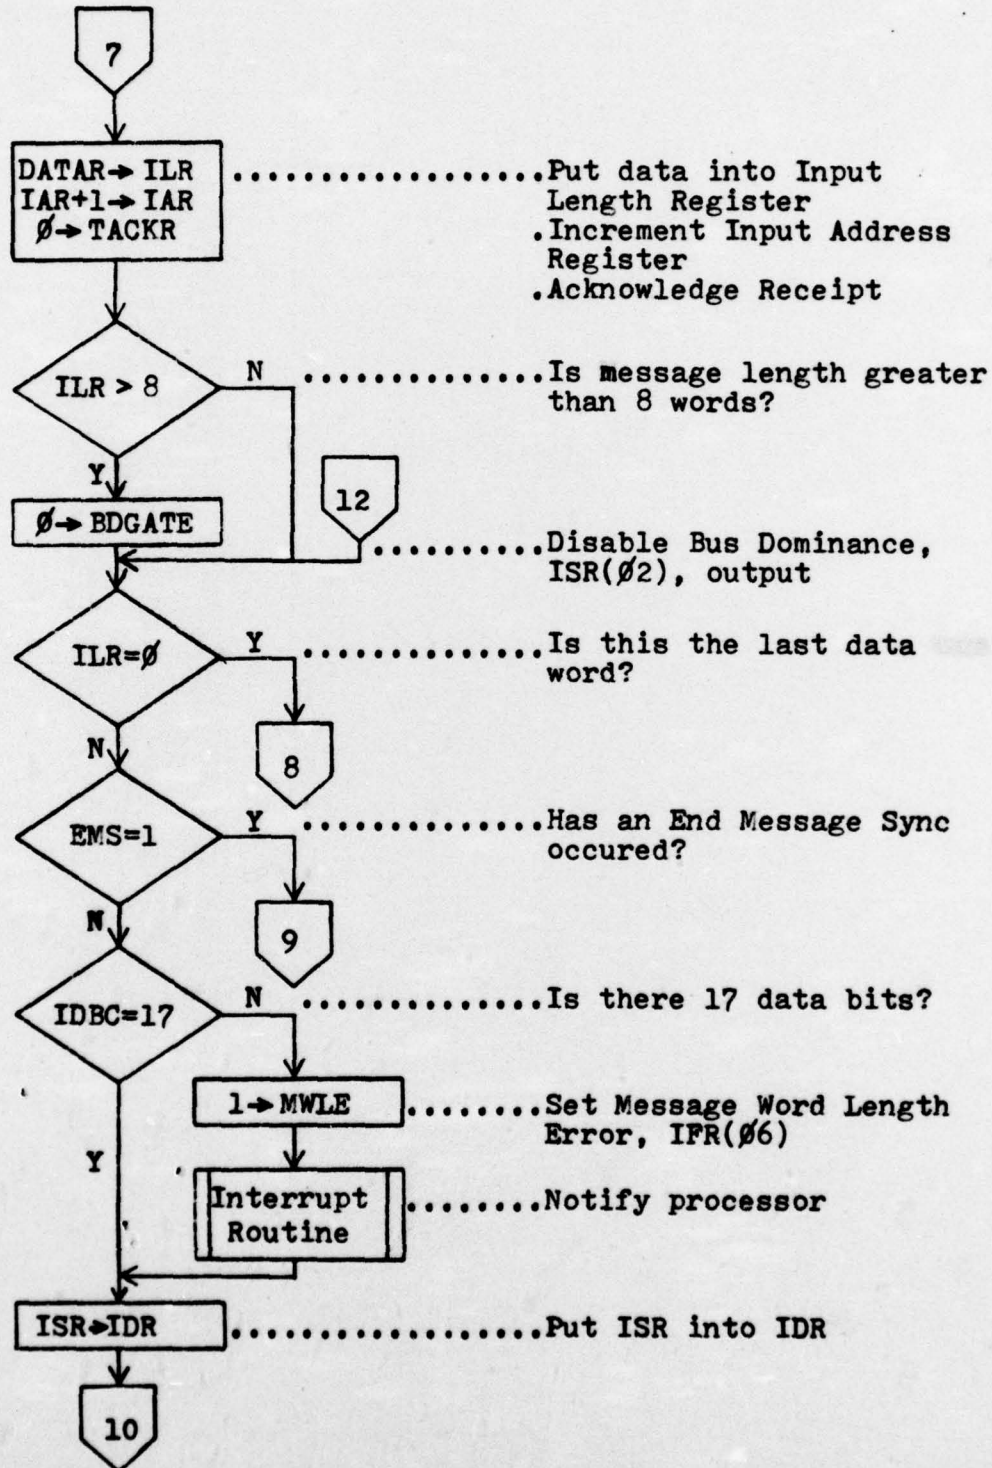 7
DATAR→ILR ..................Put data into Input
IAR+1→IAR Length Register
Ø→TACKR .Increment Input Address
Register
.Acknowledge Receipt
ILR > 8 N ..............Is message length greater
than 8 words?
Y
12
Ø→BDGATE
..........Disable Bus Dominance,
ISR(Ø2), output
ILR=Ø Y ..............Is this the last data
word?
N
8
EMS=1 Y ..............Has an End Message Sync
occured?
N
9
IDBC=17 N ..............Is there 17 data bits?
1→MWLE ........Set Message Word Length
Error, IFR(Ø6)
Y
Interrupt ........Notify processor
Routine
ISR→IDR ..................Put ISR into IDR
10